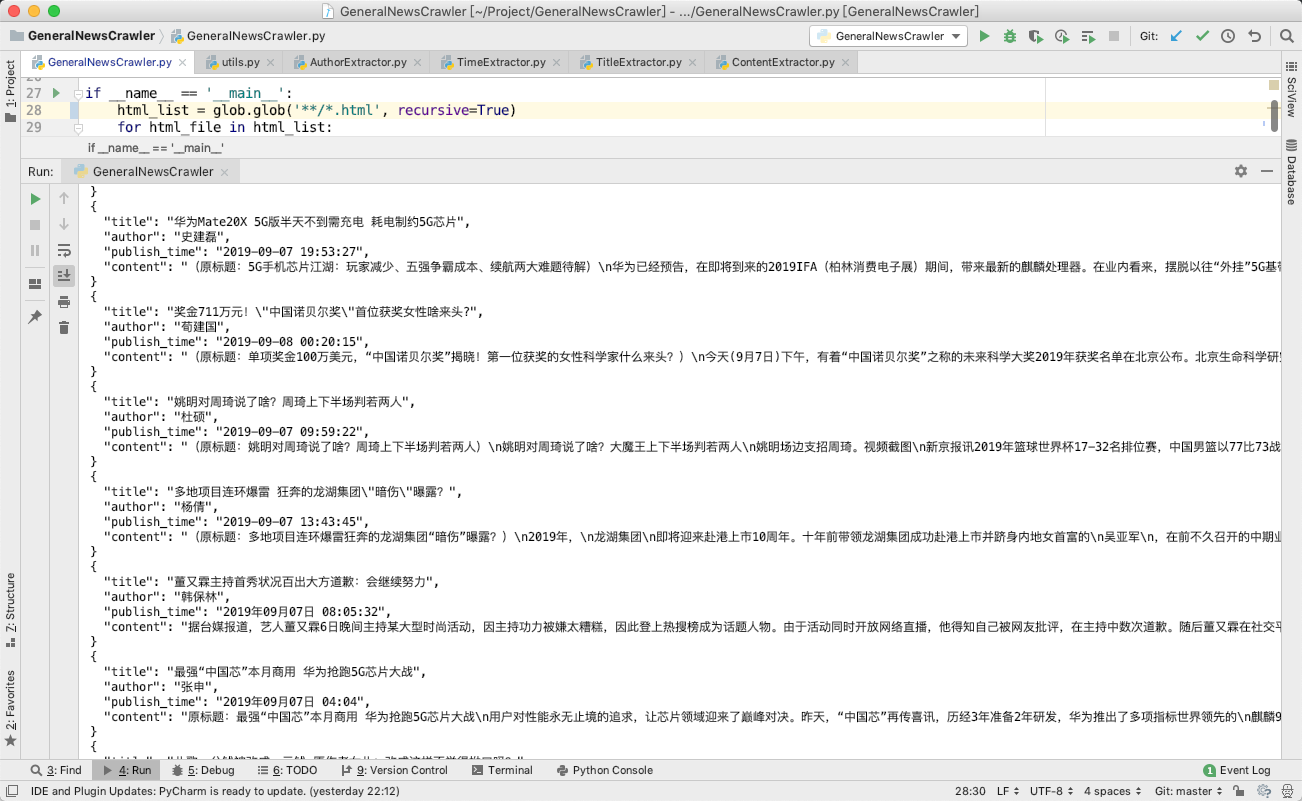 GeneralNewsCrawler [~/Project/GeneralNewsCrawler] - .../GeneralNewsCrawler.py [GeneralNewsCrawler]
GeneralNewsCrawler GeneralNewsCrawler.py GeneralNewsCrawler Git:
GeneralNewsCrawler.py utils.py AuthorExtractor.py TimeExtractor.py TitleExtractor.py ContentExtractor.py
1: Project
SciView
Database
27 if __name__ == '__main__':
28 html_list = glob.glob('**/*.html', recursive=True)
29 for html_file in html_list:
if __name__ == '__main__'
Run: GeneralNewsCrawler
}
{
"title": "华为Mate20X 5G版半天不到需充电 耗电制约5G芯片",
"author": "史建磊",
"publish_time": "2019-09-07 19:53:27",
"content": "（原标题：5G手机芯片江湖：玩家减少、五强争霸成本、续航两大难题待解）\n华为已经预告，在即将到来的2019IFA（柏林消费电子展）期间，带来最新的麒麟处理器。在业内看来，摆脱以往“外挂”5G基带
}
{
"title": "奖金711万元！\"中国诺贝尔奖\"首位获奖女性啥来头?",
"author": "荀建国",
"publish_time": "2019-09-08 00:20:15",
"content": "（原标题：单项奖金100万美元，“中国诺贝尔奖”揭晓！第一位获奖的女性科学家什么来头？）\n今天(9月7日)下午，有着“中国诺贝尔奖”之称的未来科学大奖2019年获奖名单在北京公布。北京生命科学研究
}
{
"title": "姚明对周琦说了啥？周琦上下半场判若两人",
"author": "杜硕",
"publish_time": "2019-09-07 09:59:22",
"content": "（原标题：姚明对周琦说了啥？周琦上下半场判若两人）\n姚明对周琦说了啥？大魔王上下半场判若两人\n姚明场边支招周琦。视频截图\n新京报讯2019年篮球世界杯17-32名排位赛，中国男篮以77比73战
}
{
"title": "多地项目连环爆雷 狂奔的龙湖集团\"暗伤\"曝露？",
"author": "杨倩",
"publish_time": "2019-09-07 13:43:45",
"content": "（原标题：多地项目连环爆雷狂奔的龙湖集团“暗伤”曝露？）\n2019年，\n龙湖集团\n即将迎来赴港上市10周年。十年前带领龙湖集团成功赴港上市并跻身内地女首富的\n吴亚军\n，在前不久召开的中期业
}
{
"title": "董又霖主持首秀状况百出大方道歉：会继续努力",
"author": "韩保林",
"publish_time": "2019年09月07日 08:05:32",
"content": "据台媒报道，艺人董又霖6日晚间主持某大型时尚活动，因主持功力被嫌太糟糕，因此登上热搜榜成为话题人物。由于活动同时开放网络直播，他得知自己被网友批评，在主持中数次道歉。随后董又霖在社交平
}
{
"title": "最强“中国芯”本月商用 华为抢跑5G芯片大战",
"author": "张申",
"publish_time": "2019年09月07日 04:04",
"content": "原标题：最强“中国芯”本月商用 华为抢跑5G芯片大战\n用户对性能永无止境的追求，让芯片领域迎来了巅峰对决。昨天，“中国芯”再传喜讯，历经3年准备2年研发，华为推出了多项指标世界领先的\n麒麟9
}
{
Z: Structure
2: Favorites
3: Find 4: Run 5: Debug 6: TODO 9: Version Control Terminal Python Console 1 Event Log
IDE and Plugin Updates: PyCharm is ready to update. (yesterday 22:12) 28:30 LF UTF-8 4 spaces Git: master